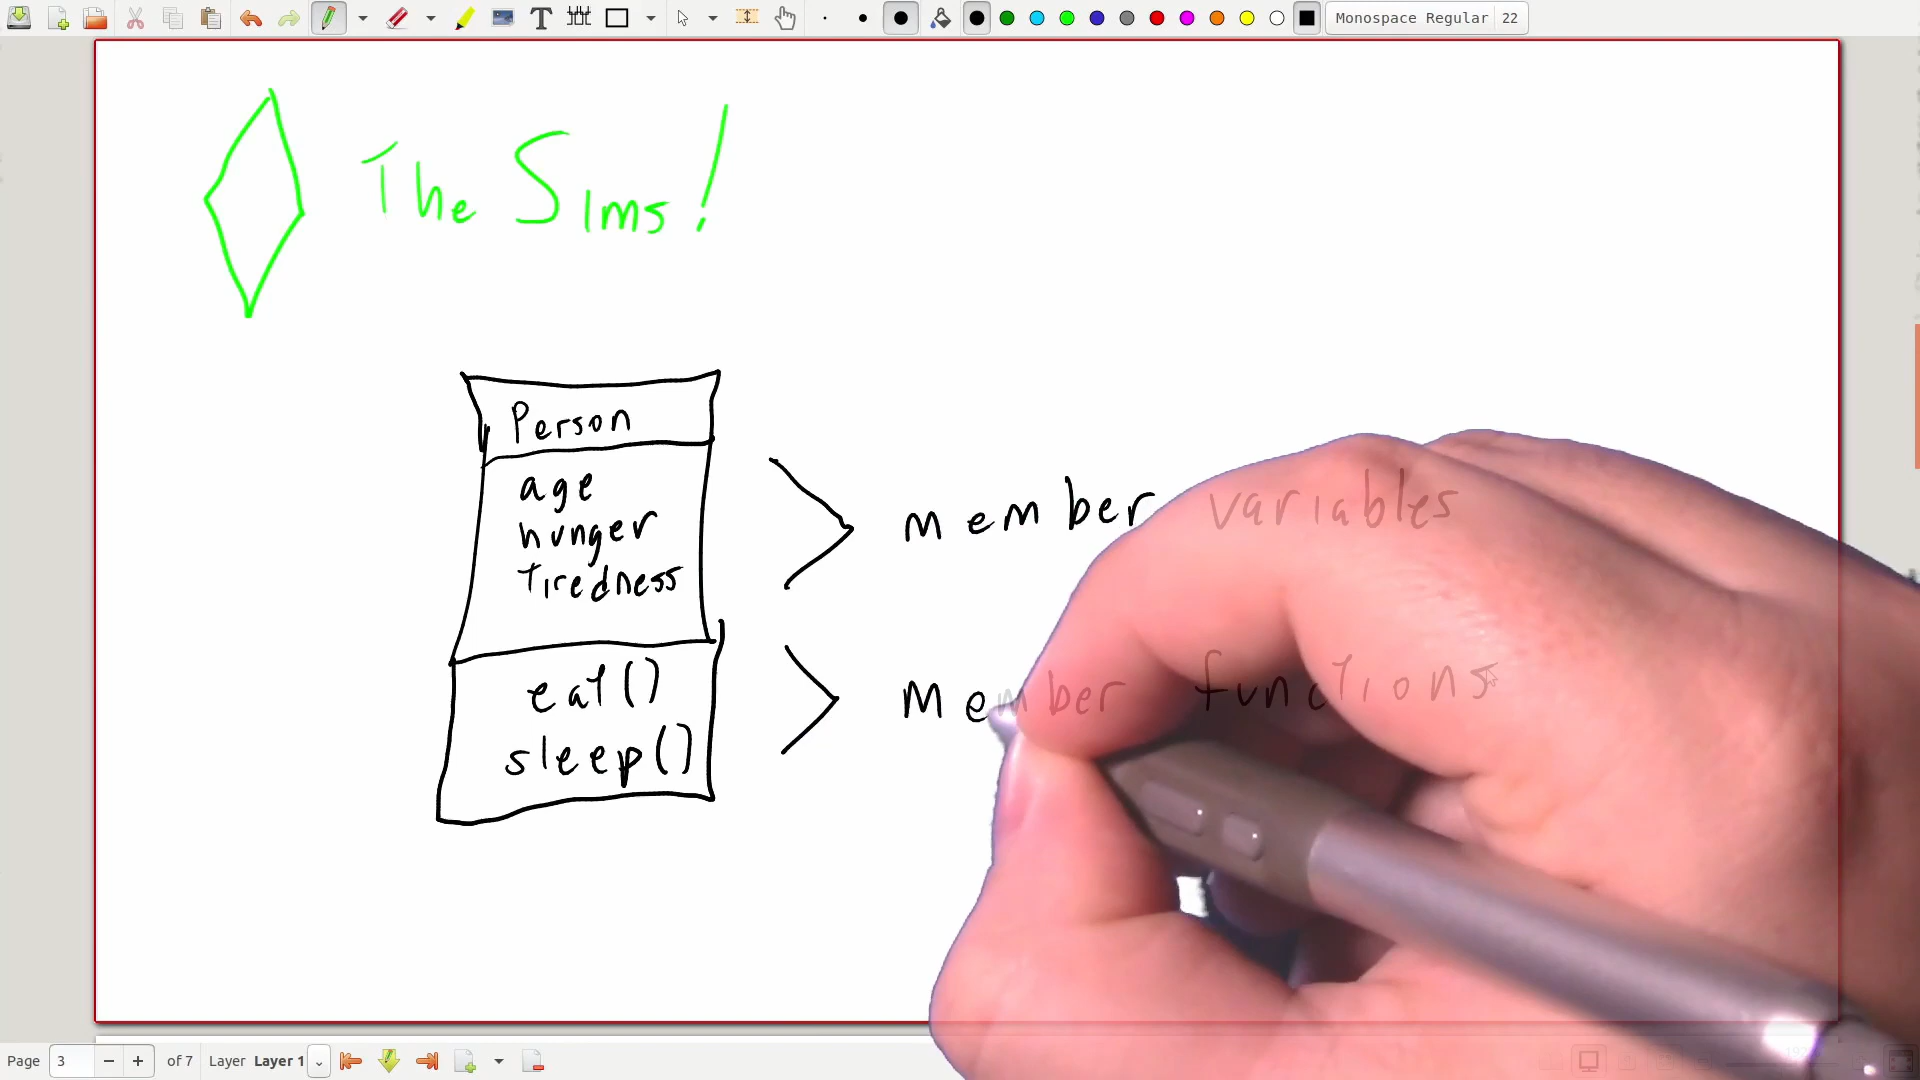 Monospace Regular 22
The Sims!
Person
age
hunger
Tiredness
member variables
eat()
sleep()
member functions
Page 3 of 7 Layer Layer 1